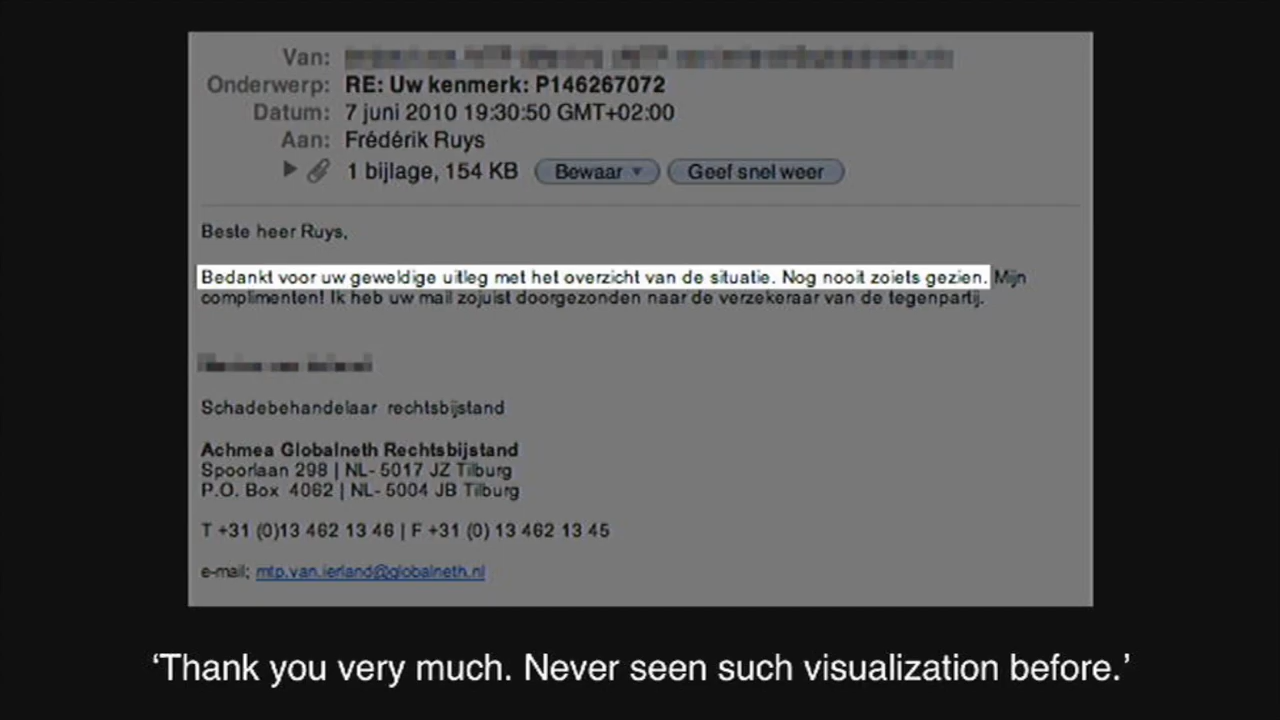 Van:
Onderwerp: RE: Uw kenmerk: P146267072
Datum: 7 juni 2010 19:30:50 GMT+02:00
Aan: Frédérik Ruys
1 bijlage, 154 KB Bewaar Geef snel weer
Beste heer Ruys,
Bedankt voor uw geweldige uitleg met het overzicht van de situatie. Nog nooit zoiets gezien. Mijn
complimenten! Ik heb uw mail zojuist doorgezonden naar de verzekeraar van de tegenpartij.
Schadebehandelaar rechtsbijstand
Achmea Globalneth Rechtsbijstand
Spoorlaan 298 | NL- 5017 JZ Tilburg
P.O. Box 4062 | NL- 5004 JB Tilburg
T +31 (0)13 462 13 46 | F +31 (0) 13 462 13 45
e-mail; mtp.van.ierland@globalneth.nl
‘Thank you very much. Never seen such visualization before.’